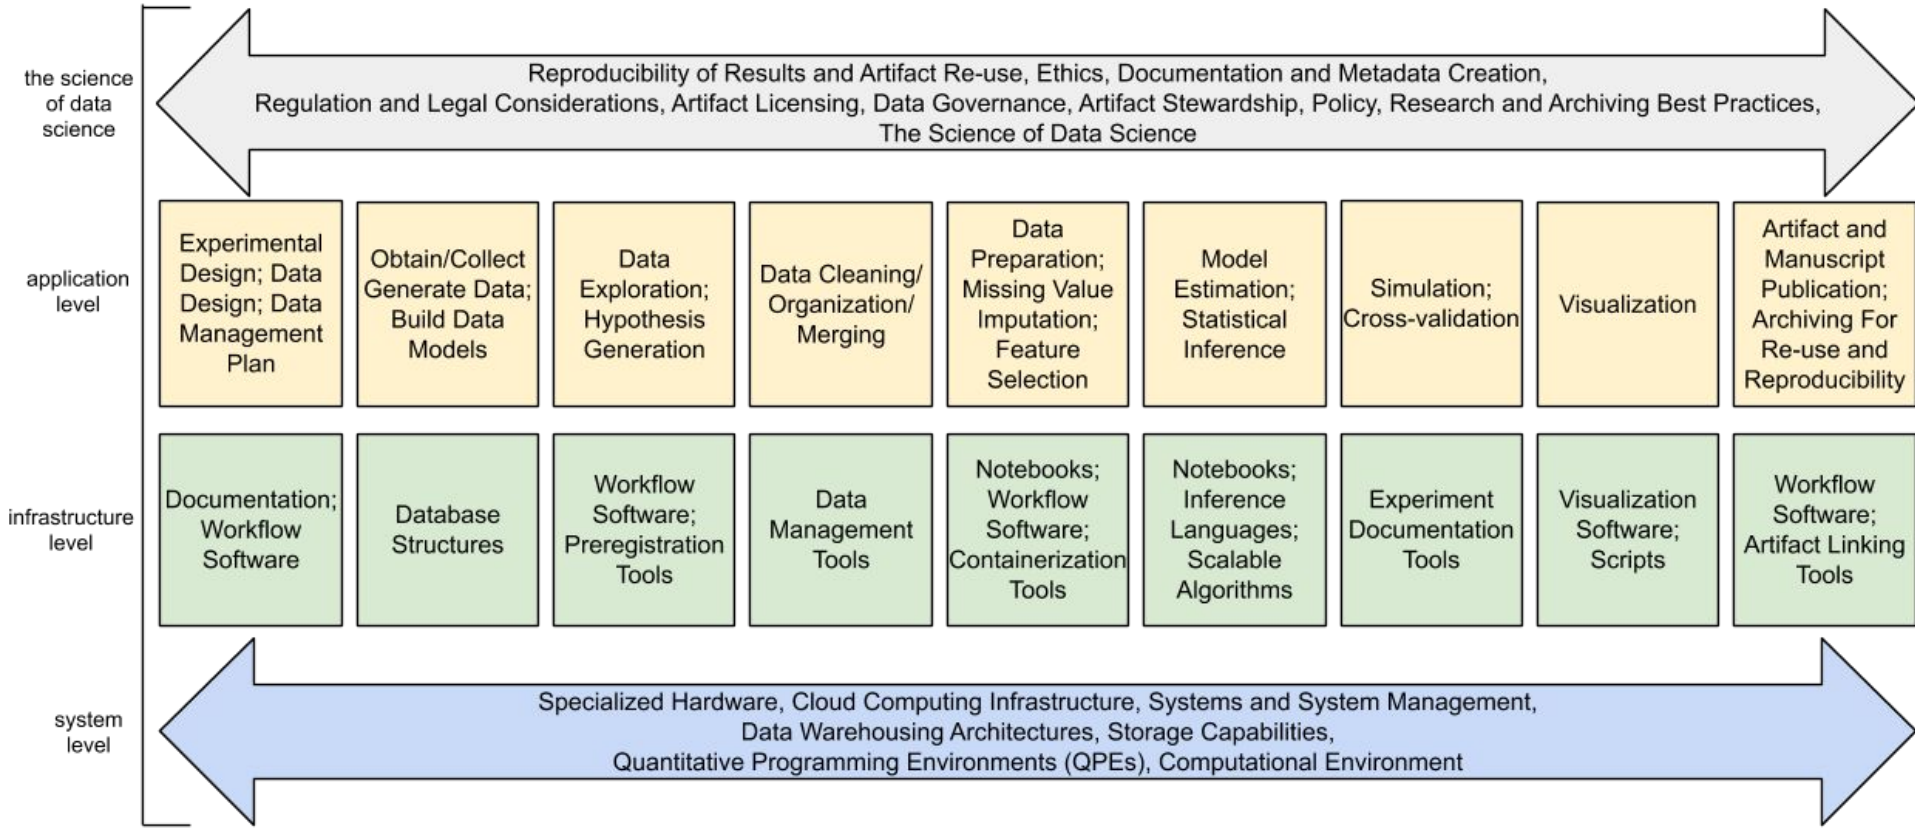 the science
of data
science
Reproducibility of Results and Artifact Re-use, Ethics, Documentation and Metadata Creation,
Regulation and Legal Considerations, Artifact Licensing, Data Governance, Artifact Stewardship, Policy, Research and Archiving Best Practices,
The Science of Data Science
application
level
Experimental
Design; Data
Design; Data
Management
Plan
Obtain/Collect
Generate Data;
Build Data
Models
Data
Exploration;
Hypothesis
Generation
Data Cleaning/
Organization/
Merging
Data
Preparation;
Missing Value
Imputation;
Feature
Selection
Model
Estimation;
Statistical
Inference
Simulation;
Cross-validation
Visualization
Artifact and
Manuscript
Publication;
Archiving For
Re-use and
Reproducibility
infrastructure
level
Documentation;
Workflow
Software
Database
Structures
Workflow
Software;
Preregistration
Tools
Data
Management
Tools
Notebooks;
Workflow
Software;
Containerization
Tools
Notebooks;
Inference
Languages;
Scalable
Algorithms
Experiment
Documentation
Tools
Visualization
Software;
Scripts
Workflow
Software;
Artifact Linking
Tools
system
level
Specialized Hardware, Cloud Computing Infrastructure, Systems and System Management,
Data Warehousing Architectures, Storage Capabilities,
Quantitative Programming Environments (QPEs), Computational Environment